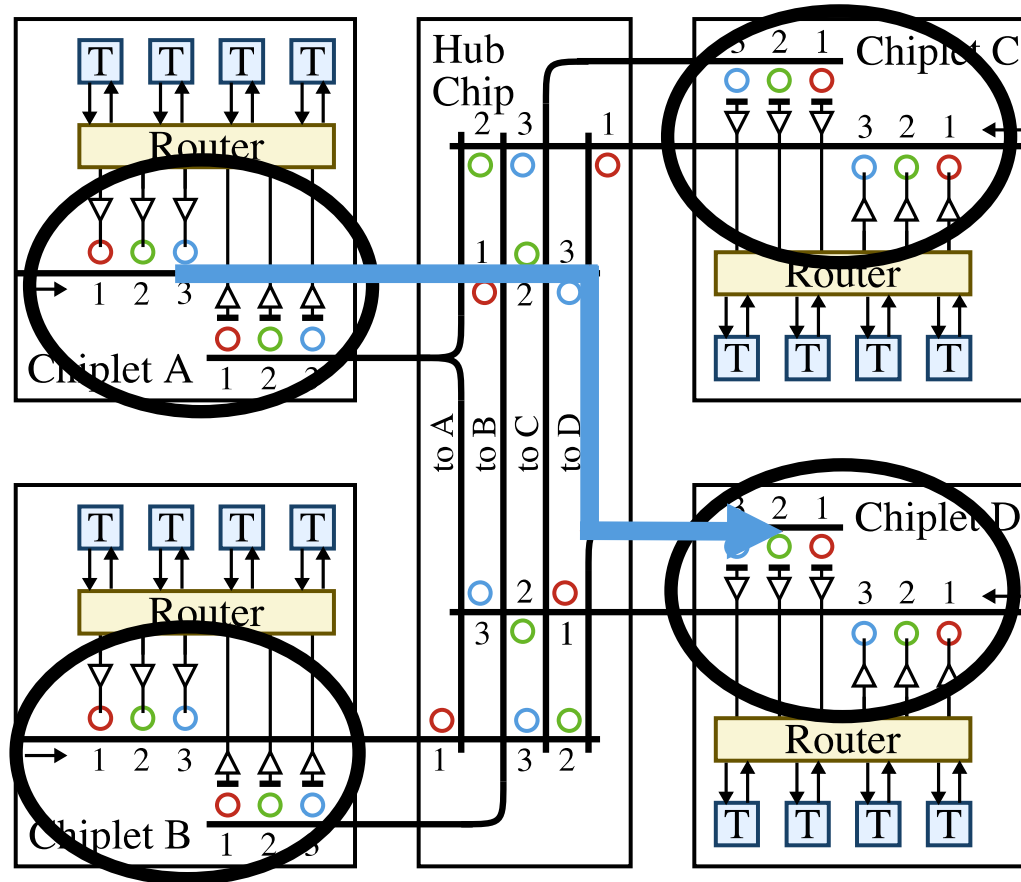 T T T T
Router
1 2 3
Chiplet A
1 2 3
T T T T
Router
1 2 3
Chiplet B
1 2 3
Hub
Chip
2 3 1
1 3
2
to A
to B
to C
to D
2
3 1
1 3 2
3 2 1
Chiplet C
3 2 1
Router
T T T T
3 2 1
Chiplet D
3 2 1
Router
T T T T